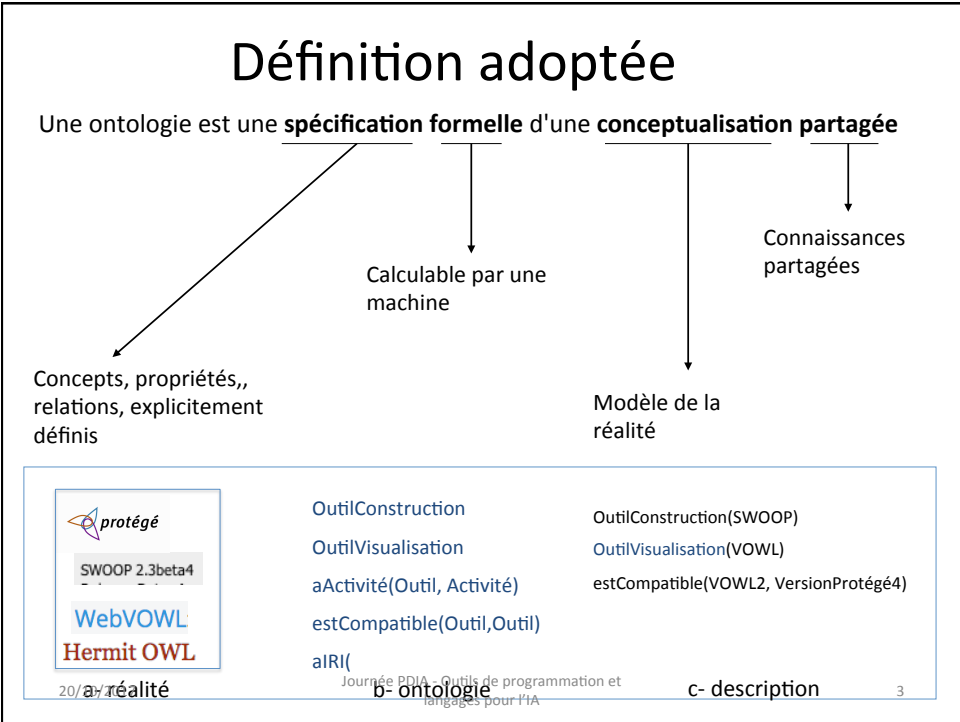 Définition adoptée
Une ontologie est une spécification formelle d'une conceptualisation partagée
Connaissances
partagées
Calculable par une
machine
Concepts, propriétés,,
relations, explicitement
définis
Modèle de la
réalité
protégé
SWOOP 2.3beta4
WebVOWL
Hermit OWL
OutilConstruction
OutilVisualisation
aActivité(Outil, Activité)
estCompatible(Outil,Outil)
aIRI(
OutilConstruction(SWOOP)
OutilVisualisation(VOWL)
estCompatible(VOWL2, VersionProtégé4)
a- réalité
b- ontologie
c- description
Journée PDIA - Outils de programmation et
langages pour l'IA
3